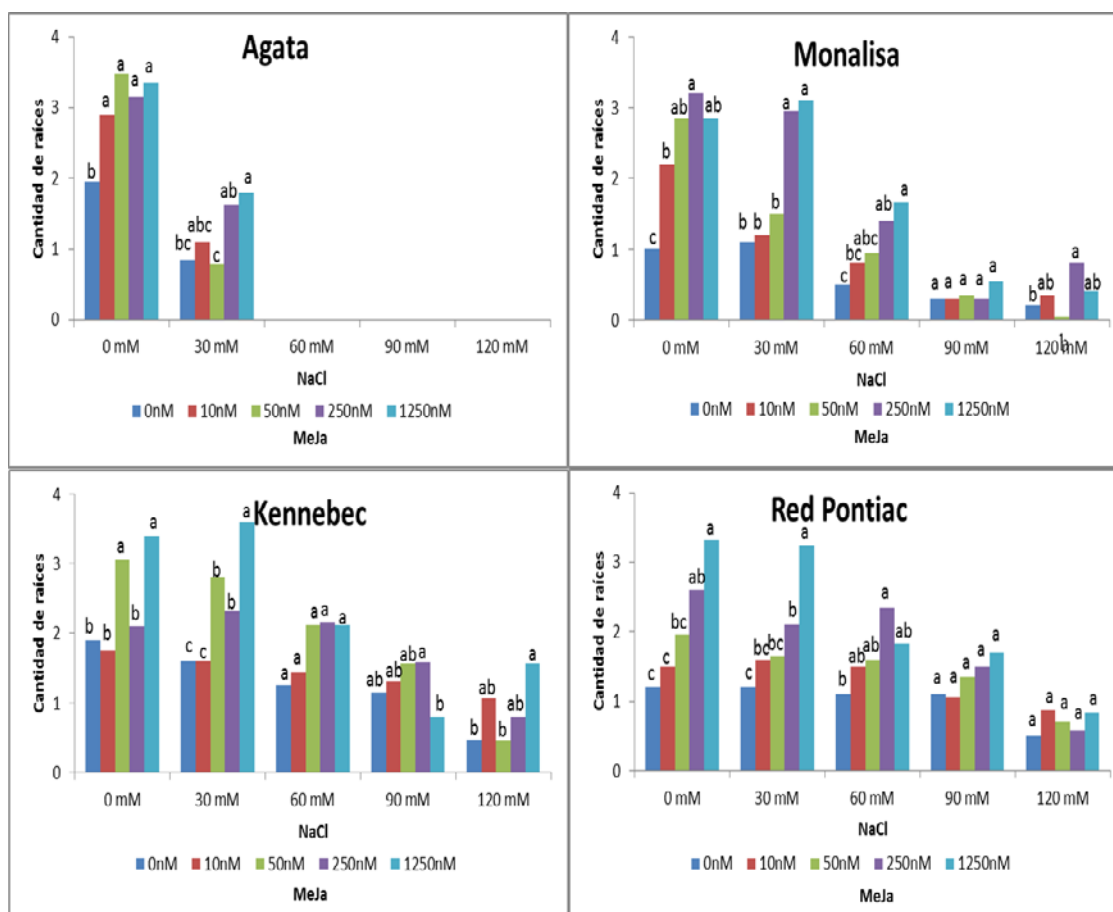 Agata
Cantidad de raíces
4
3
2
1
0
b a a a a
bc abc c ab a
0 mM 30 mM 60 mM 90 mM 120 mM
NaCl
0nM 10nM 50nM 250nM 1250nM
MeJa
Monalisa
Cantidad de raíces
4
3
2
1
0
c b ab a ab
b b b a a
c bc abc ab a
a a a a a
b ab b a ab
0 mM 30 mM 60 mM 90 mM 120 mM
NaCl
0nM 10nM 50nM 250nM 1250nM
MeJa
Kennebec
Cantidad de raíces
4
3
2
1
0
b b a b a
c c b b a
a a a a a
ab ab ab a b
b ab b ab a
0 mM 30 mM 60 mM 90 mM 120 mM
NaCl
0nM 10nM 50nM 250nM 1250nM
MeJa
Red Pontiac
Cantidad de raíces
4
3
2
1
0
c c bc ab a
c bc bc b a
b ab ab a ab
a a a a a
a a a a a
0 mM 30 mM 60 mM 90 mM 120 mM
NaCl
0nM 10nM 50nM 250nM 1250nM
MeJa